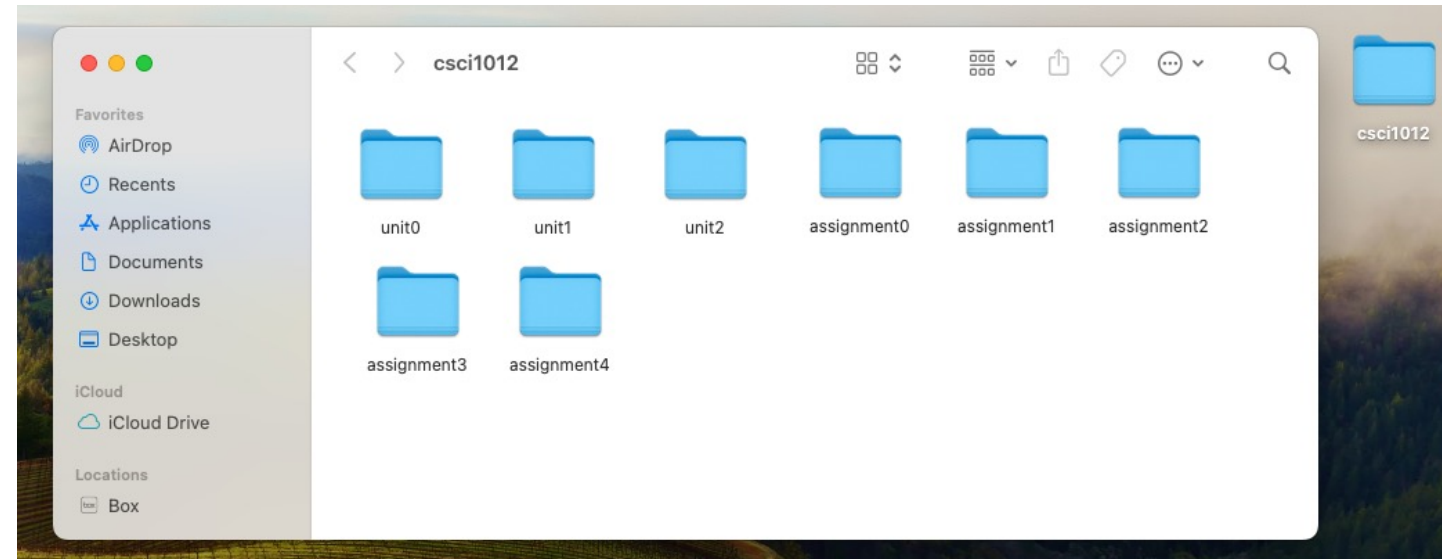 csci1012
Favorites
AirDrop
Recents
Applications
Documents
Downloads
Desktop
iCloud
iCloud Drive
Locations
box
Box
unit0
unit1
unit2
assignment0
assignment1
assignment2
assignment3
assignment4
csci1012